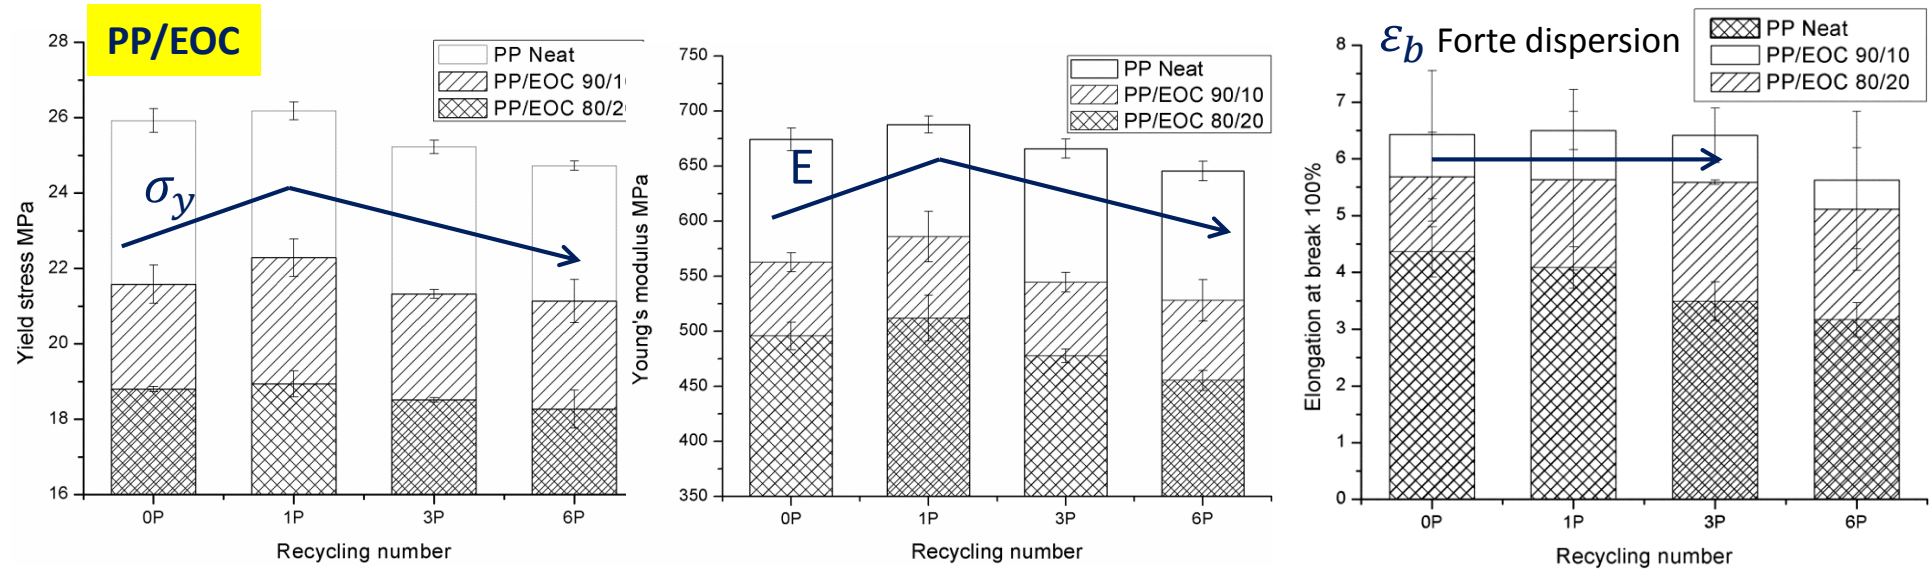 PP/EOC
28
26
24
22
20
18
16
Yield stress MPa
PP Neat
PP/EOC 90/1
PP/EOC 80/2
σy
0P 1P 3P 6P
Recycling number
750
700
650
600
550
500
450
400
350
Young's modulus MPa
PP Neat
PP/EOC 90/10
PP/EOC 80/20
E
0P 1P 3P 6P
Recycling number
εb Forte dispersion
8
7
6
5
4
3
2
1
0
Elongation at break 100%
PP Neat
PP/EOC 90/10
PP/EOC 80/20
0P 1P 3P 6P
Recycling number